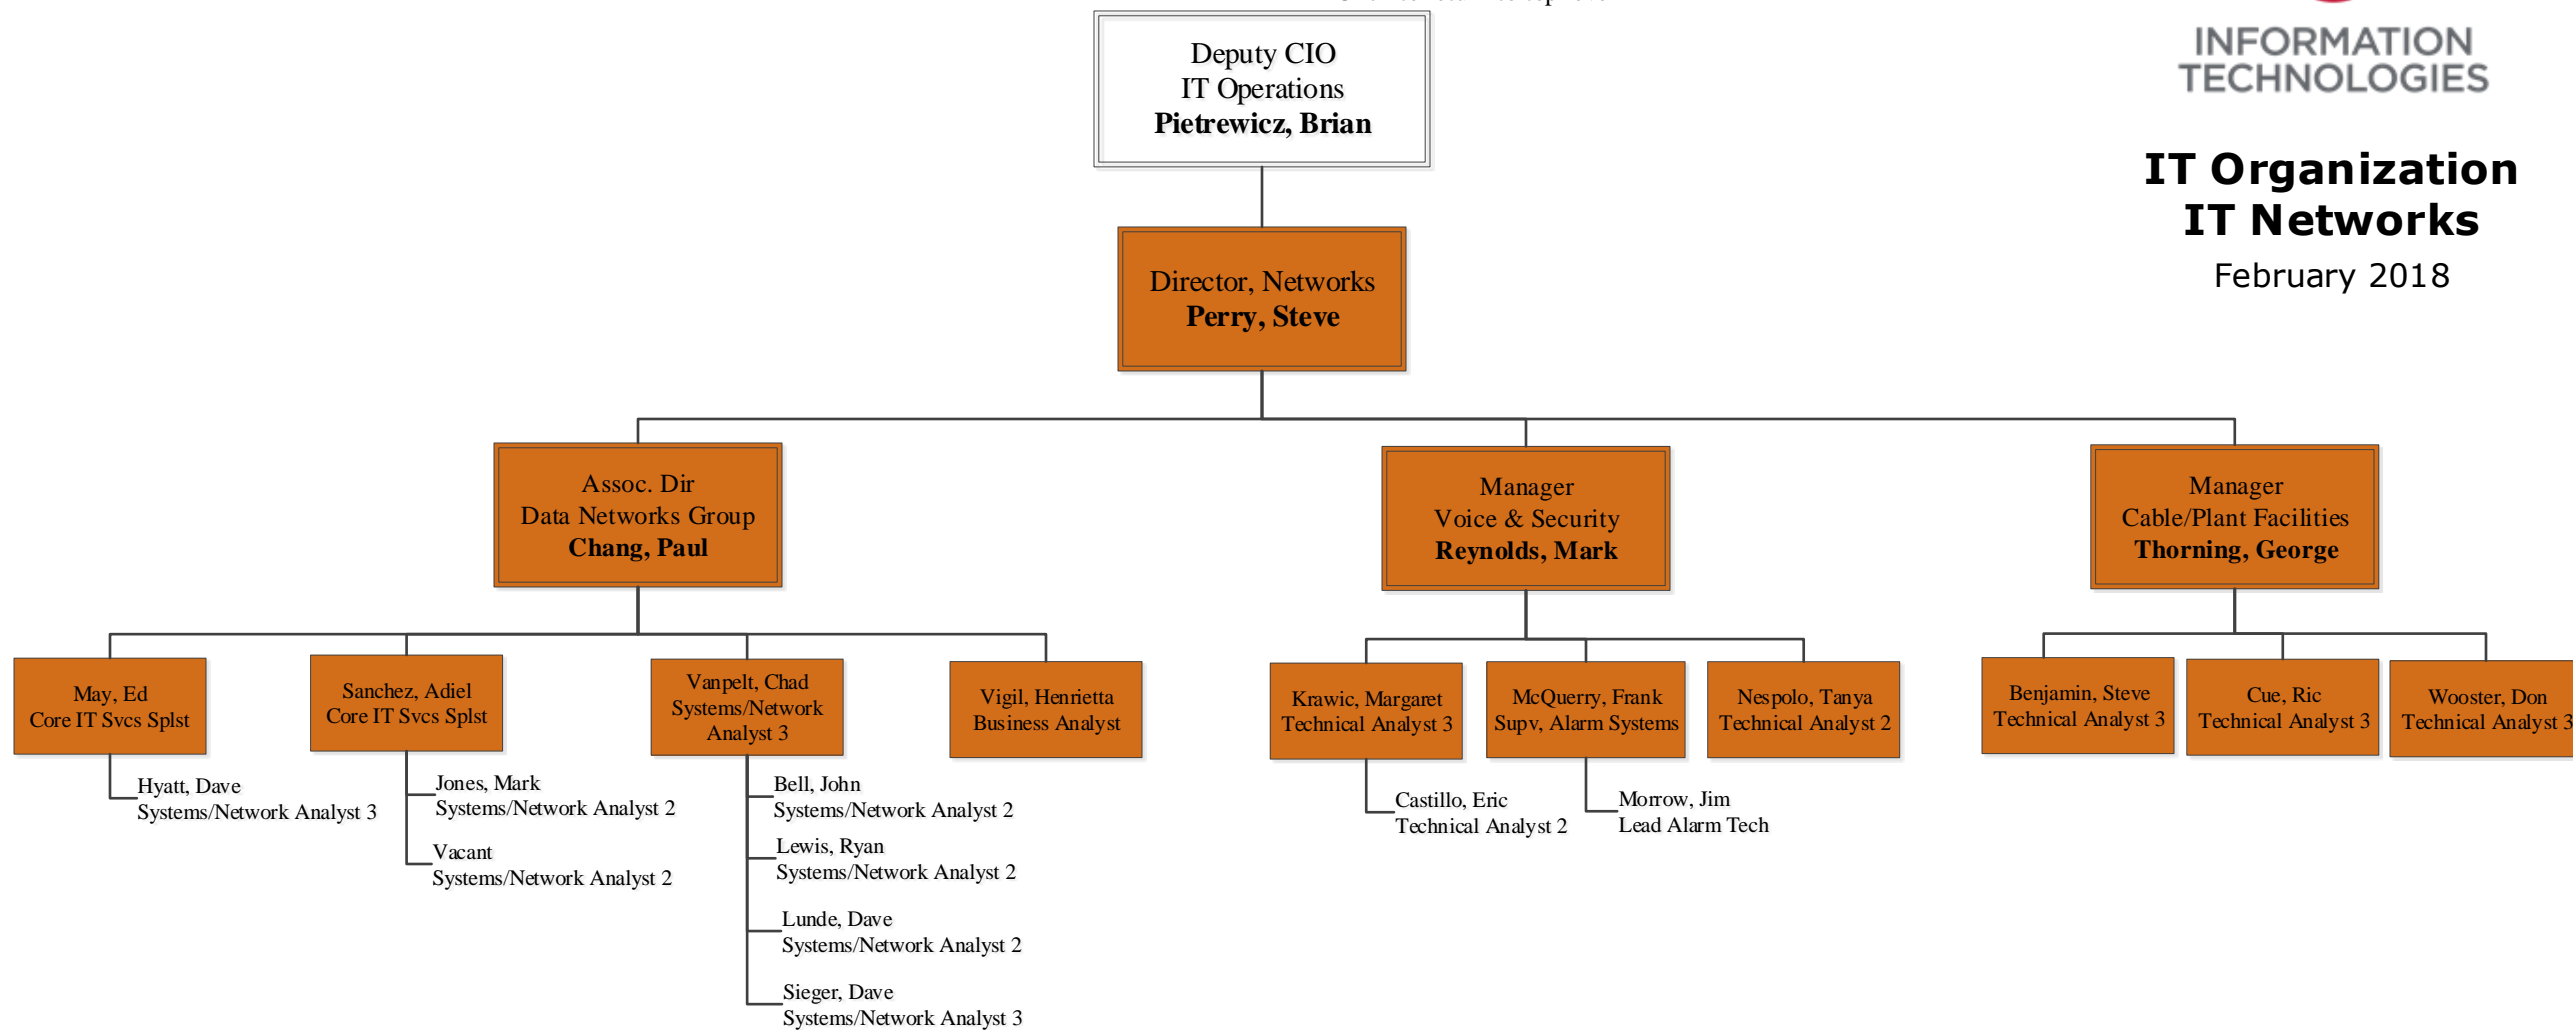 Deputy CIO
IT Operations
Pietrewicz, Brian
INFORMATION
TECHNOLOGIES
IT Organization
IT Networks
February 2018
Director, Networks
Perry, Steve
Assoc. Dir
Data Networks Group
Chang, Paul
Manager
Voice & Security
Reynolds, Mark
Manager
Cable/Plant Facilities
Thorning, George
May, Ed
Core IT Svcs Splst
Sanchez, Adiel
Core IT Svcs Splst
Vanpelt, Chad
Systems/Network
Analyst 3
Vigil, Henrietta
Business Analyst
Krawic, Margaret
Technical Analyst 3
McQuerry, Frank
Supv, Alarm Systems
Nespolo, Tanya
Technical Analyst 2
Benjamin, Steve
Technical Analyst 3
Cue, Ric
Technical Analyst 3
Wooster, Don
Technical Analyst 3
Hyatt, Dave
Systems/Network Analyst 3
Jones, Mark
Systems/Network Analyst 2
Vacant
Systems/Network Analyst 2
Bell, John
Systems/Network Analyst 2
Lewis, Ryan
Systems/Network Analyst 2
Lunde, Dave
Systems/Network Analyst 2
Sieger, Dave
Systems/Network Analyst 3
Castillo, Eric
Technical Analyst 2
Morrow, Jim
Lead Alarm Tech